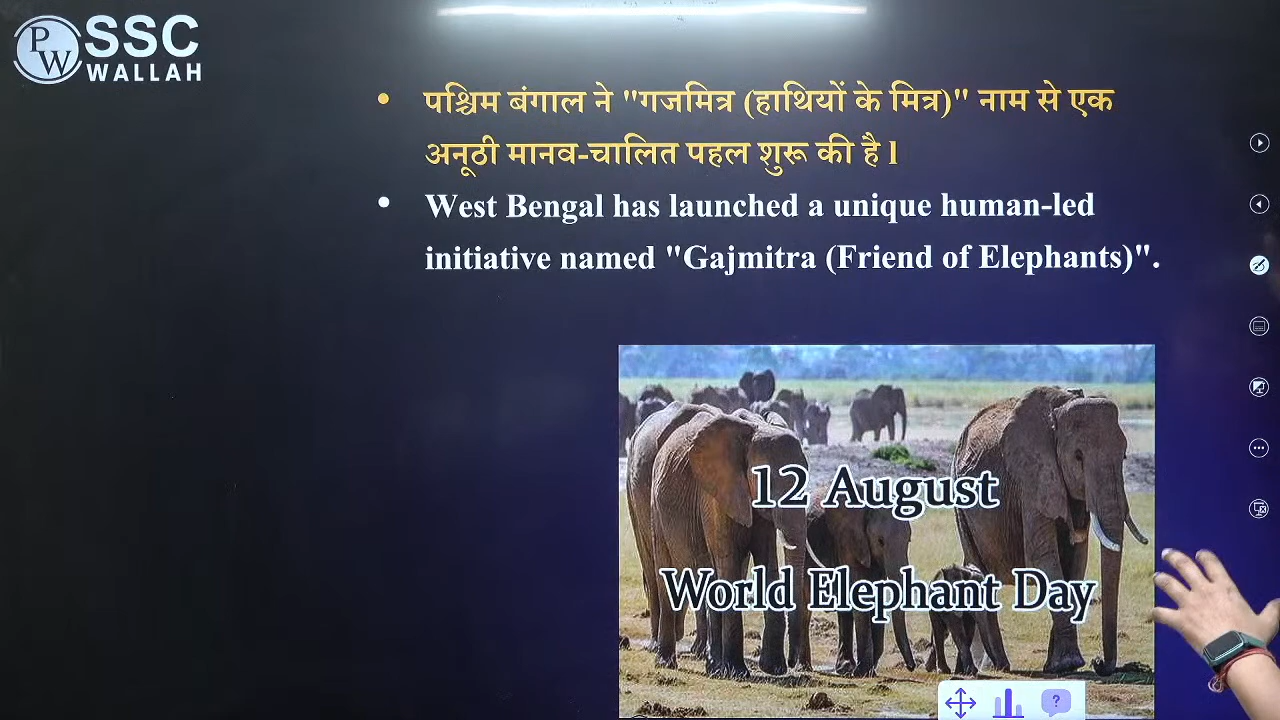 PW SSC
WALLAH
पश्चिम बंगाल ने "गजमित्र (हाथियों के मित्र)" नाम से एक
अनूठी मानव-चालित पहल शुरू की है l
West Bengal has launched a unique human-led
initiative named "Gajmitra (Friend of Elephants)".
12 August
World Elephant Day